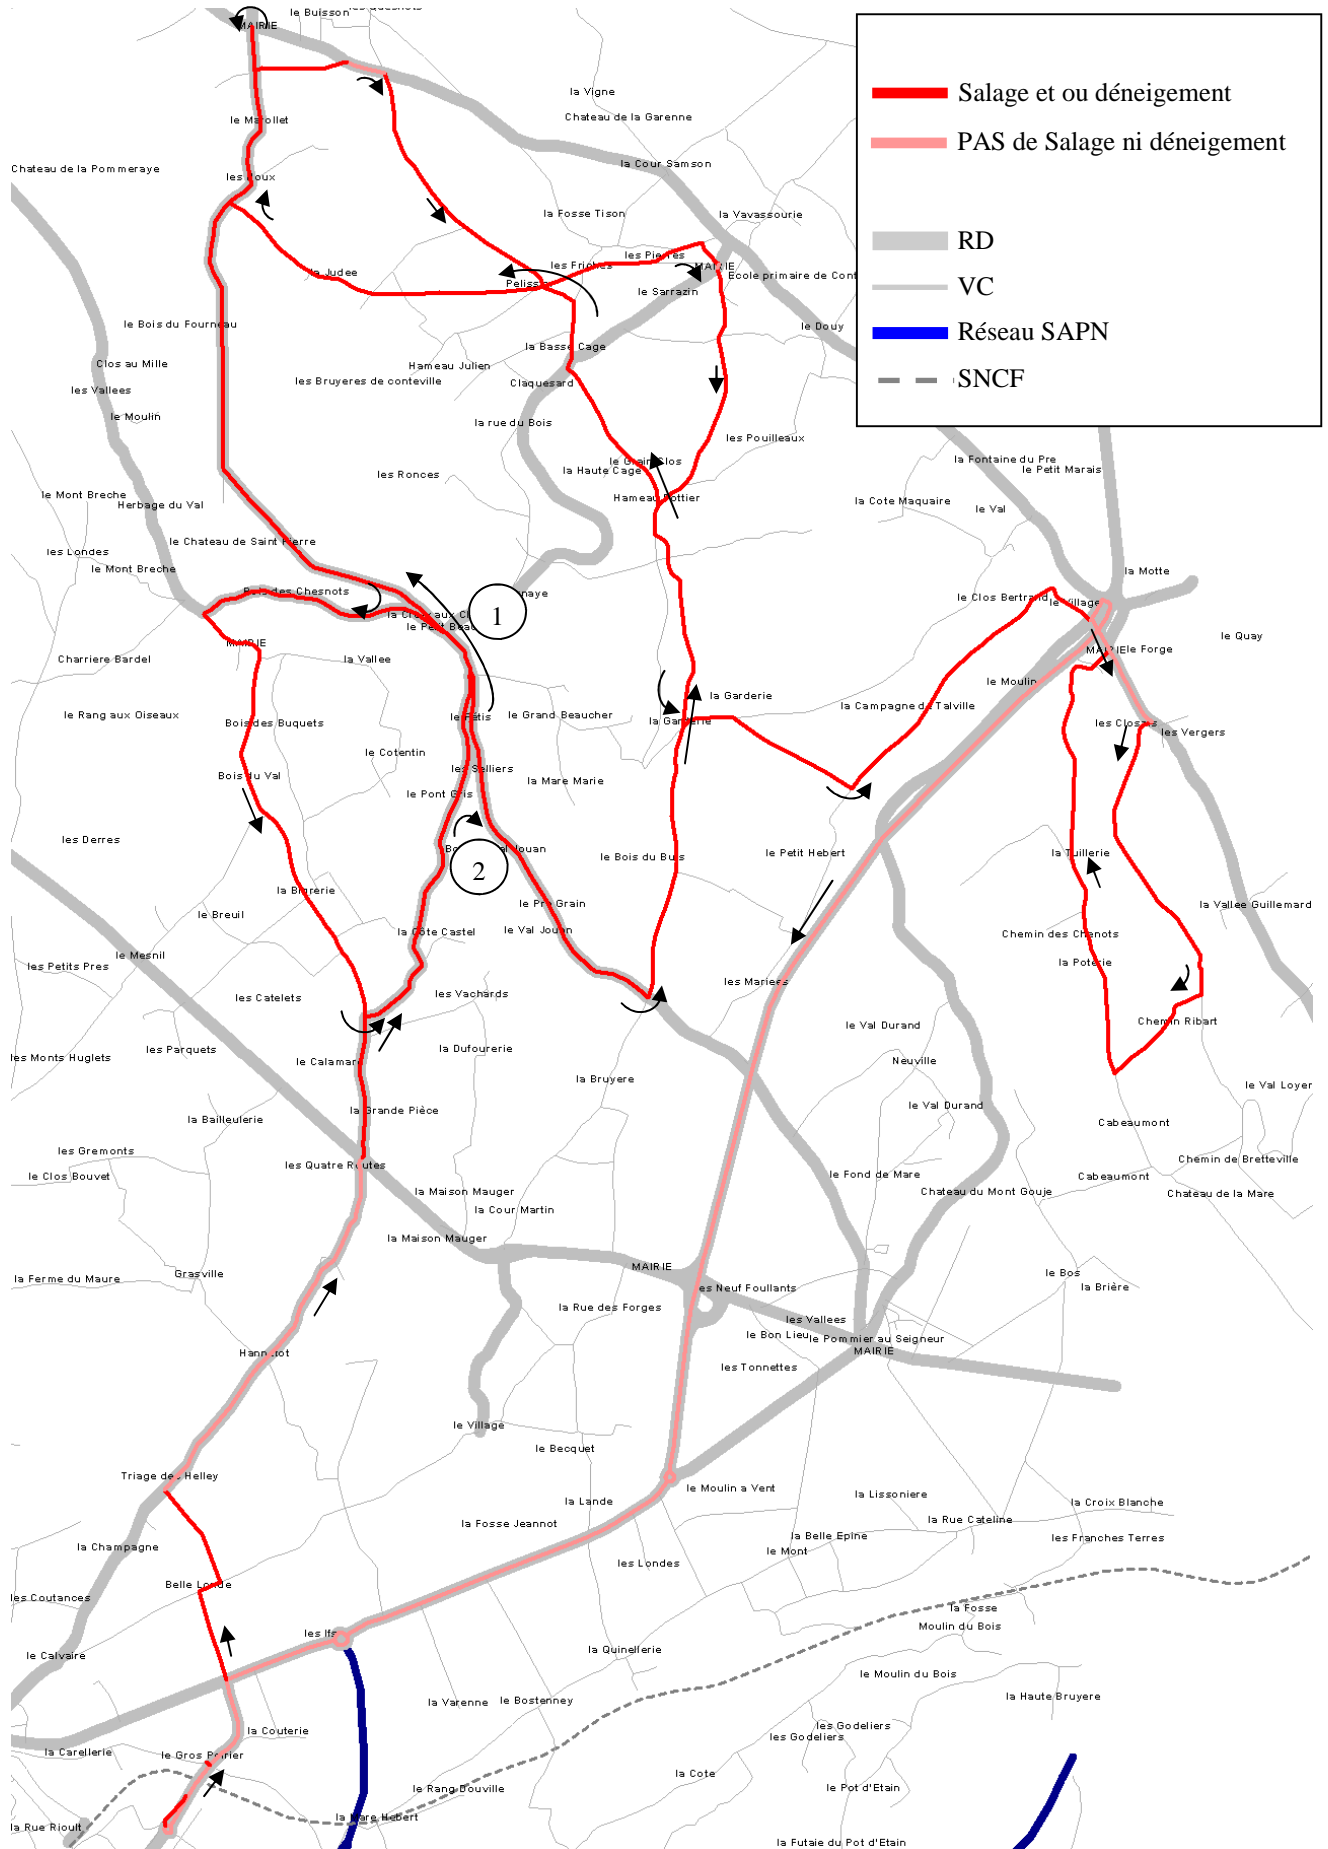 le Buisson
MAIRIE
Salage et ou déneigement
la Vigne
Chateau de la Garenne
PAS de Salage ni déneigement
la Cour Samson
Chateau de la Pommeraye
la Fosse Tison
la Vavassourie
RD
les Pierres
MAIRIE
la Judee
les Friches
Ecole primaire de Cont
VC
le Sarrazin
le Bois du Fourneau
le Douy
Réseau SAPN
la Basse Cage
Clos au Mille
Hameau Julien
les Bruyeres de conteville
Claquesard
SNCF
les Vallees
le Moulin
la rue du Bois
les Pouilleaux
la Fontaine du Pre
le Petit Marais
le Grain Clos
la Haute Cage
les Ronces
le Mont Breche
Herbage du Val
la Cote Maquaire
le Val
le Chateau de Saint Pierre
les Londes
le Mont Breche
la Motte
Bois des Chesnots
le Clos Bertrand
le Village
1
MAIRIE
le Quay
le Forge
Charriere Bardel
la Vallee
le Moulin
la Garderie
le Rang aux Oiseaux
Bois des Buquets
le Grand Beaucher
la Garderie
la Campagne de Talville
les Vergers
le Cotentin
les Selliers
Bois du Val
la Mare Marie
le Pont Gris
les Derres
2
le Bois du Buis
le Petit Hebert
la Tuillerie
la Bigrerie
le Pre Grain
la Vallee Guillemard
le Breuil
la Côte Castel
le Val Jouan
Chemin des Chenots
le Mesnil
les Petits Pres
la Poterie
les Mariees
les Catelets
les Vachards
Chemin Ribart
le Val Durand
les Monts Huglets
les Parquets
la Dufourerie
le Calamare
Neuville
la Bruyere
le Val Loyer
la Grande Pièce
le Val Durand
la Bailleulerie
Cabeaumont
les Gremonts
les Quatre Routes
Chemin de Bretteville
le Clos Bouvet
le Fond de Mare
Cabeaumont
la Maison Mauger
Chateau du Mont Gouje
Chateau de la Mare
la Cour Martin
la Maison Mauger
MAIRIE
Grasville
la Ferme du Maure
le Bos
la Brière
es Neuf Foullants
la Rue des Forges
les Vallees
le Bon Lieu
le Pommier au Seigneur
MAIRIE
les Tonnettes
le Village
le Becquet
Triage des Helley
le Moulin a Vent
la Lissoniere
la Croix Blanche
la Lande
la Fosse Jeannot
la Rue Cateline
la Belle Epine
les Franches Terres
la Champagne
le Mont
les Londes
Belle Londe
les Coutances
la Fosse
Moulin du Bois
les Ifs
la Quinellerie
le Calvaire
le Moulin du Bois
la Haute Bruyere
la Varenne
le Bostenney
la Couterie
les Godeliers
les Godeliers
la Carellerie
le Gros Poirier
la Cote
le Rang Douville
le Pot d'Etain
la Mare Hebert
la Rue Rioult
la Futaie du Pot d'Etain